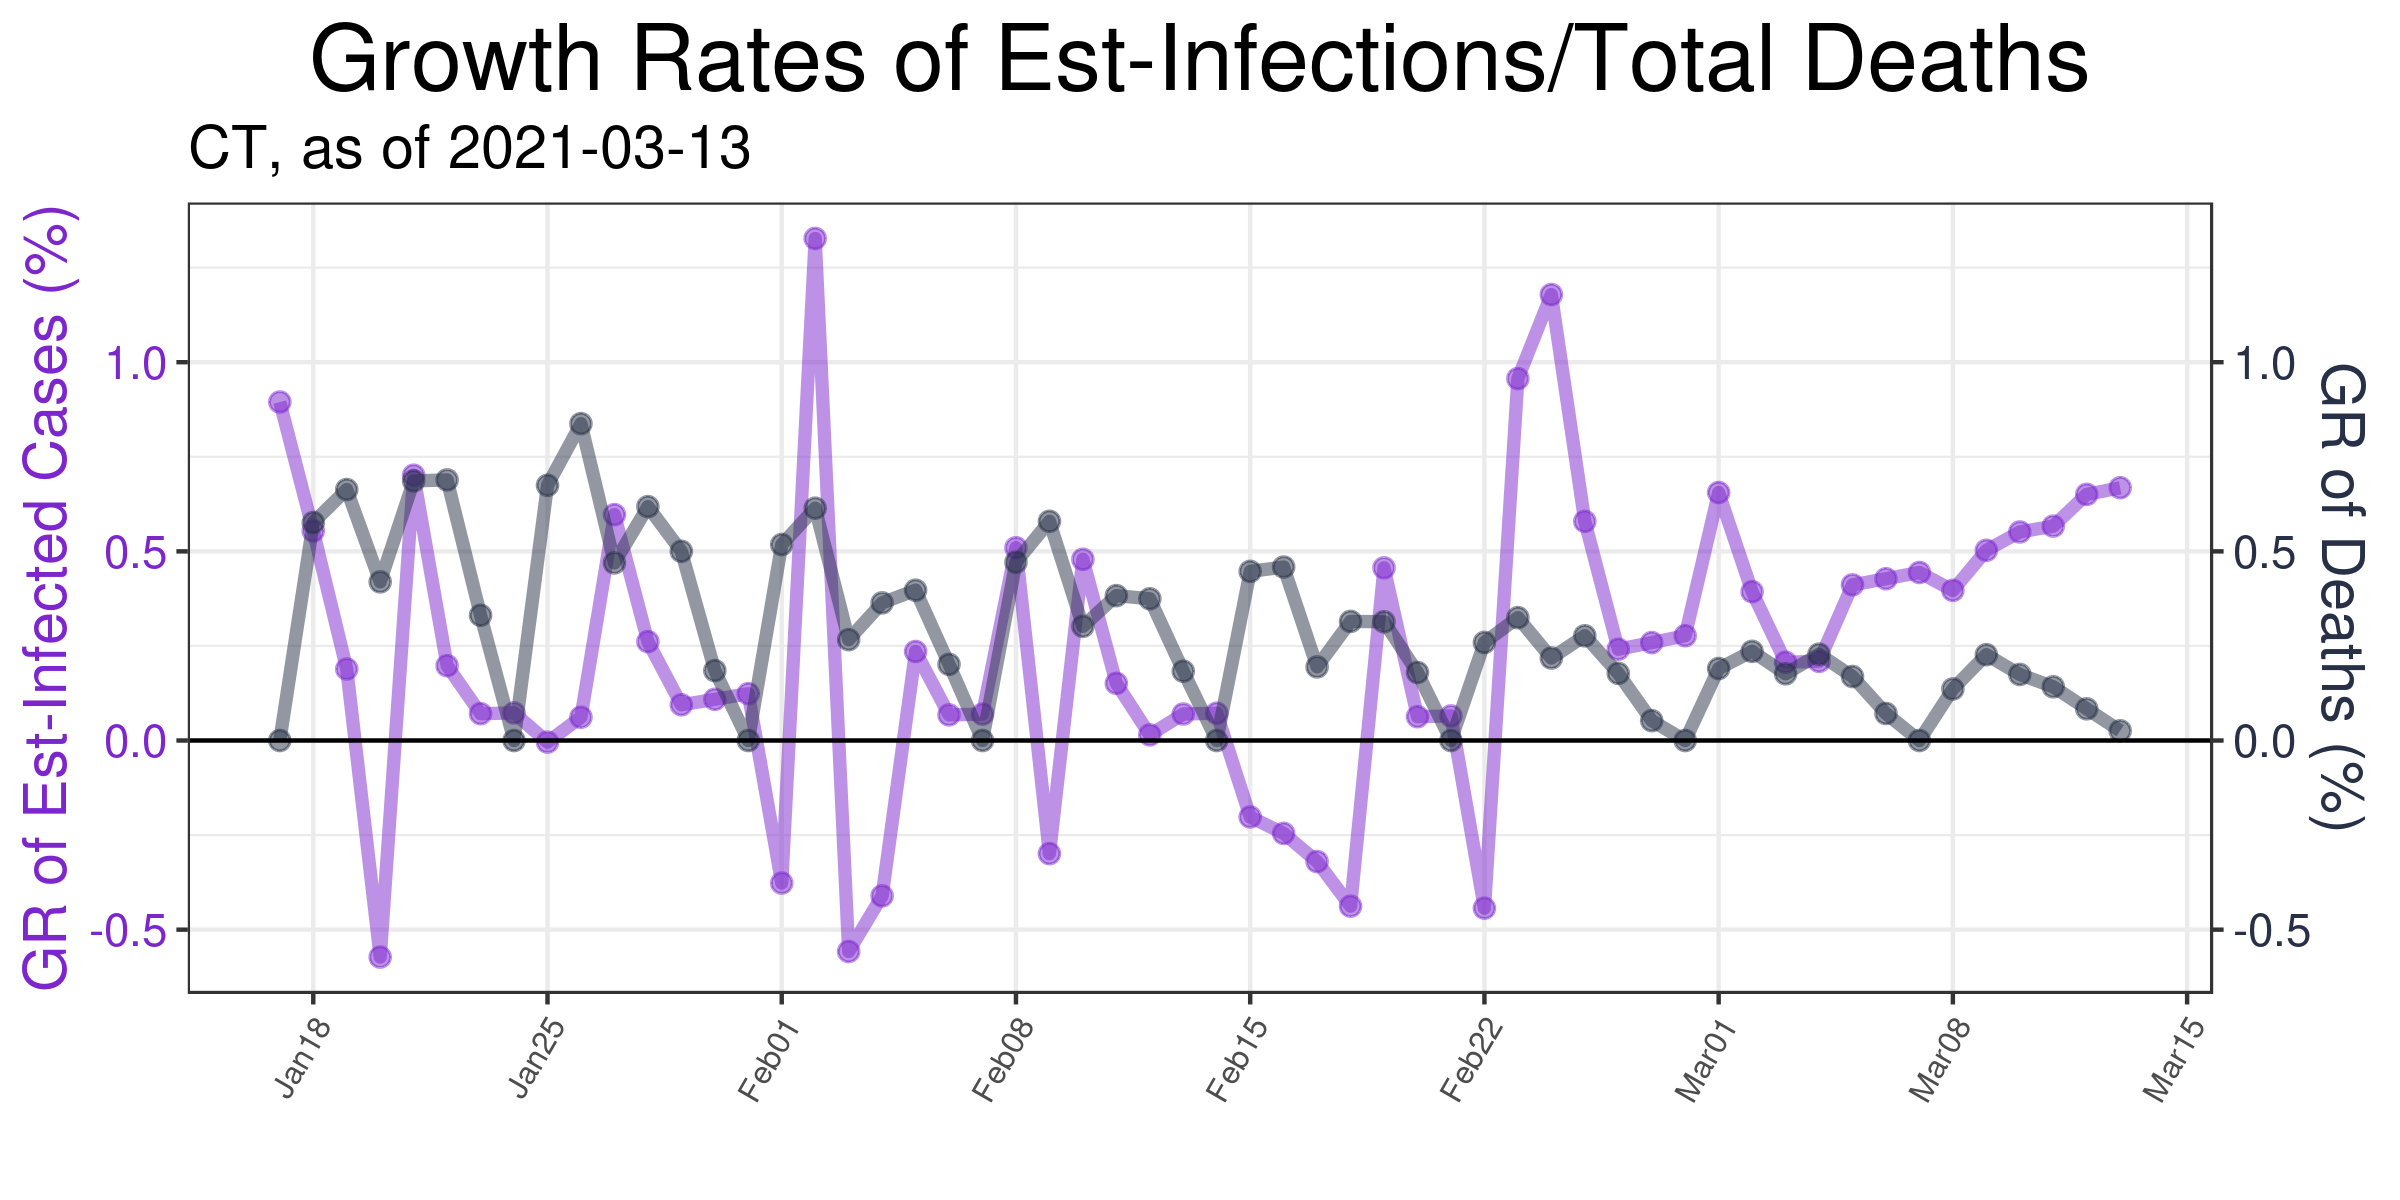 Growth Rates of Est-Infections/Total Deaths
CT, as of 2021-03-13
GR of Est-Infected Cases (%)
1.0
0.5
0.0
-0.5
1.0
0.5
0.0
-0.5
GR of Deaths (%)
Jan18
Jan25
Feb01
Feb08
Feb15
Feb22
Mar01
Mar08
Mar15